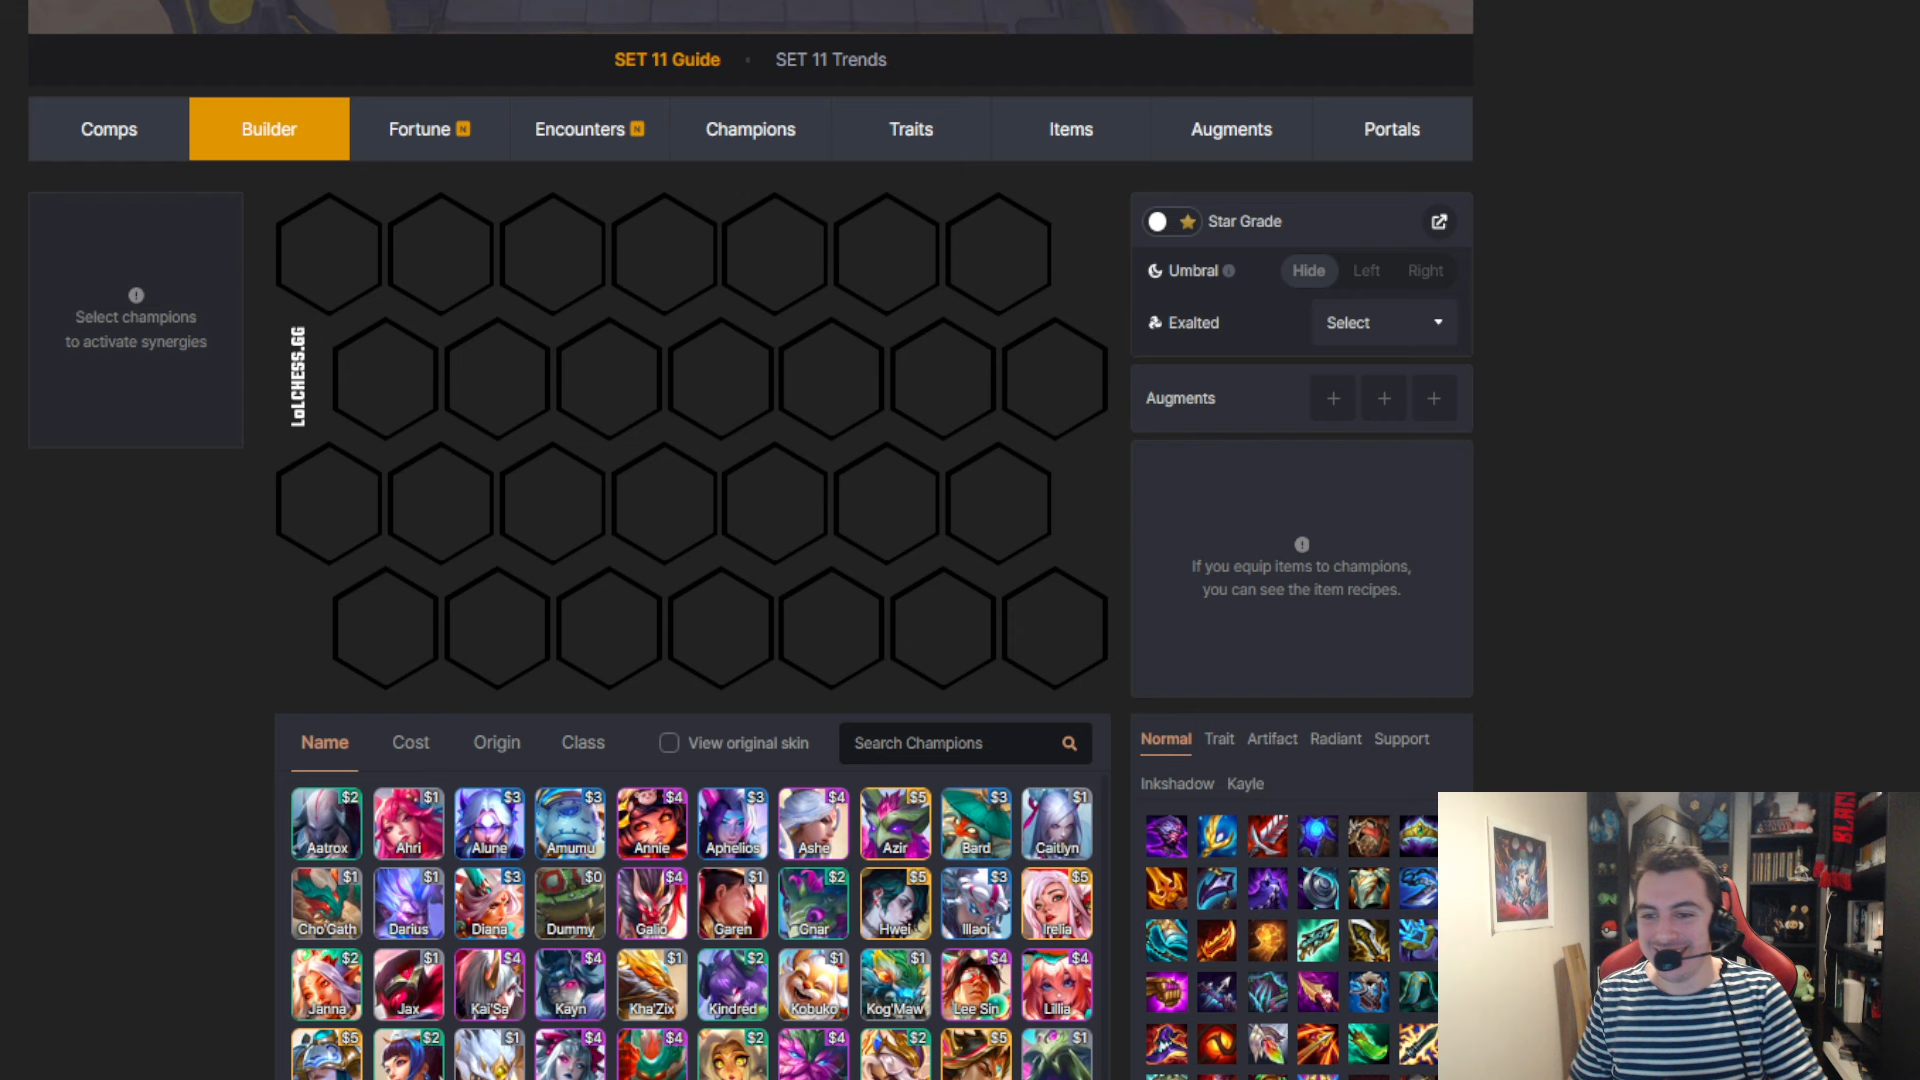 SET 11 Guide
SET 11 Trends
Comps
Builder
Fortune N
Encounters N
Champions
Traits
Items
Augments
Portals
Select champions
to activate synergies
LoLCHESS.GG
Star Grade
Umbral
Hide
Left
Right
Exalted
Select
Augments
If you equip items to champions,
you can see the item recipes.
Name
Cost
Origin
Class
View original skin
Search Champions
$2 $1 $3 $3 $4 $3 $4 $5 $3 $1
Aatrox Ahri Alune Amumu Annie Aphelios Ashe Azir Bard Caitlyn
$1 $1 $3 $0 $4 $1 $2 $5 $3 $5
Cho'Gath Darius Diana Dummy Galio Garen Gnar Hwei Illaoi Irelia
$2 $1 $4 $4 $1 $2 $1 $1 $4 $4
Janna Jax Kai'Sa Kayn Kha'Zix Kindred Kobuko Kog'Maw Lee Sin Lillia
$5 $2 $1 $4 $4 $2 $4 $2 $5 $1
Normal
Trait
Artifact
Radiant
Support
Inkshadow
Kayle